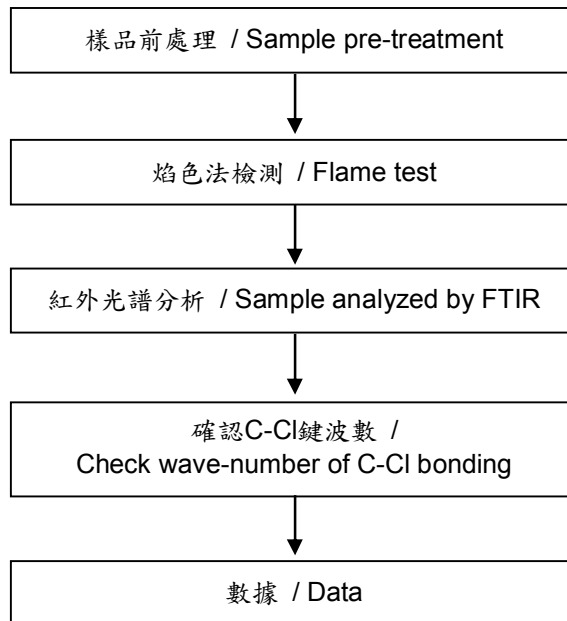 樣品前處理 / Sample pre-treatment
焰色法檢測 / Flame test
紅外光譜分析 / Sample analyzed by FTIR
確認C-Cl鍵波數 /
Check wave-number of C-Cl bonding
數據 / Data